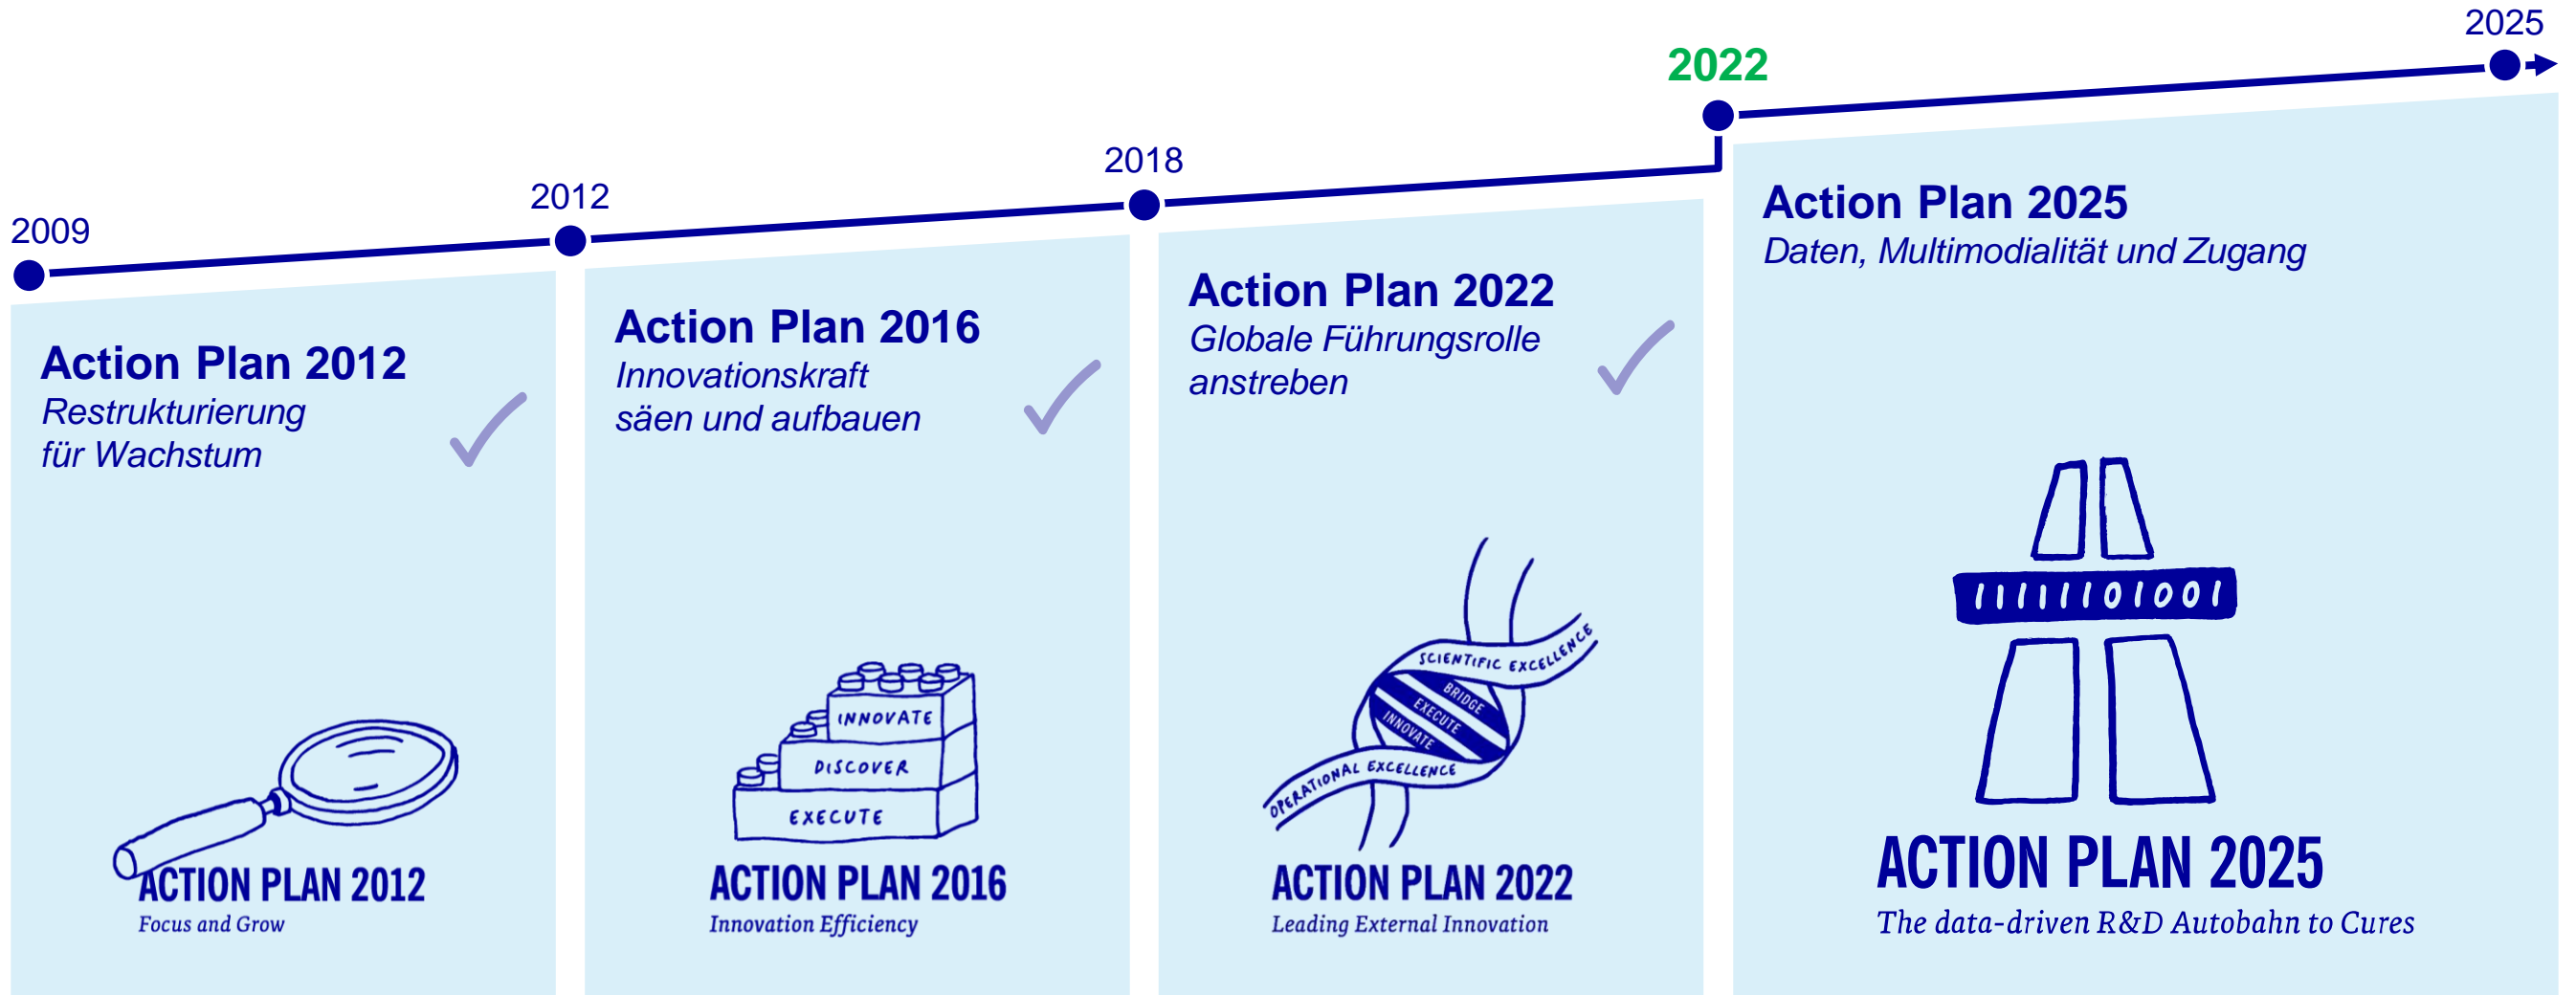 2009
2012
2018
2022
2025
Action Plan 2012
Restrukturierung
für Wachstum
ACTION PLAN 2012
Focus and Grow
Action Plan 2016
Innovationskraft
säen und aufbauen
INNOVATE
DISCOVER
EXECUTE
ACTION PLAN 2016
Innovation Efficiency
Action Plan 2022
Globale Führungsrolle
anstreben
SCIENTIFIC EXCELLENCE
BRIDGE
EXECUTE
INNOVATE
OPERATIONAL EXCELLENCE
ACTION PLAN 2022
Leading External Innovation
Action Plan 2025
Daten, Multimodialität und Zugang
11111101001
ACTION PLAN 2025
The data-driven R&D Autobahn to Cures